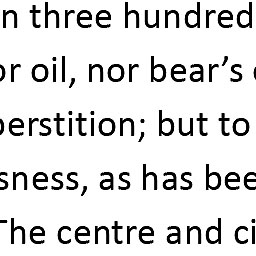 n three hundred
or oil, nor bear's
perstition; but to
sness, as has bee
The centre and ci